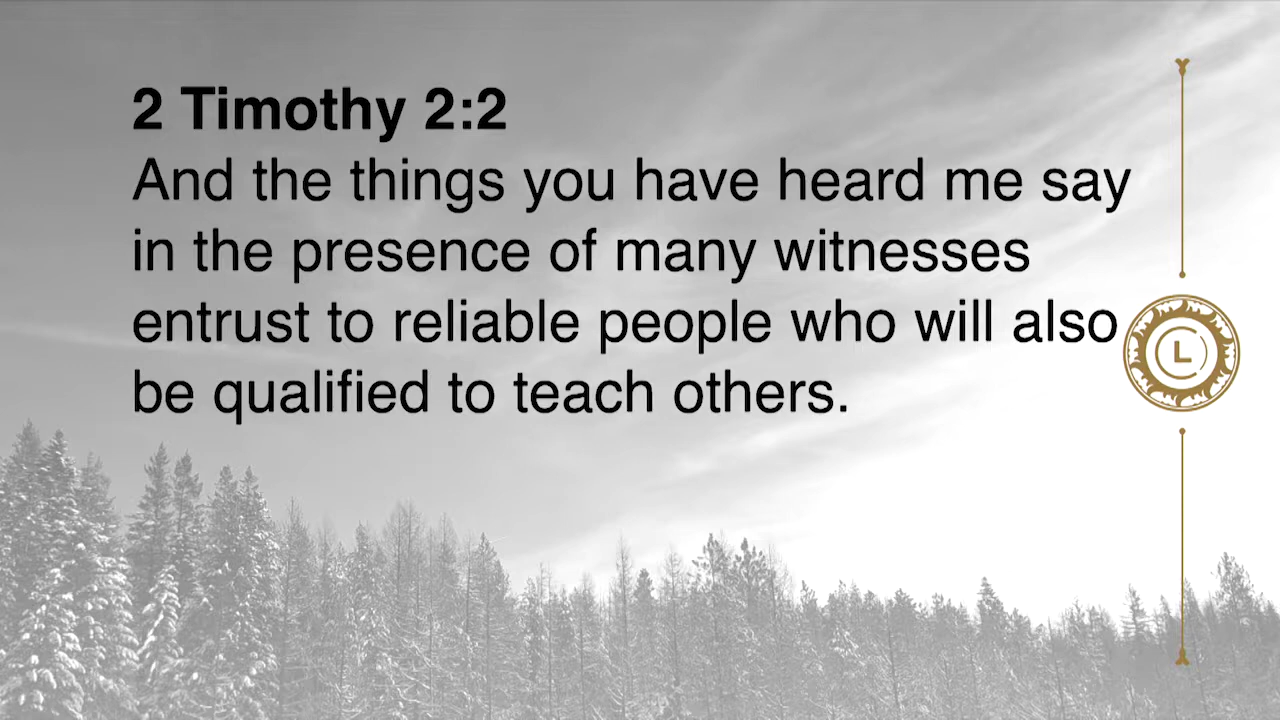 2 Timothy 2:2
And the things you have heard me say
in the presence of many witnesses
entrust to reliable people who will also
be qualified to teach others.
L